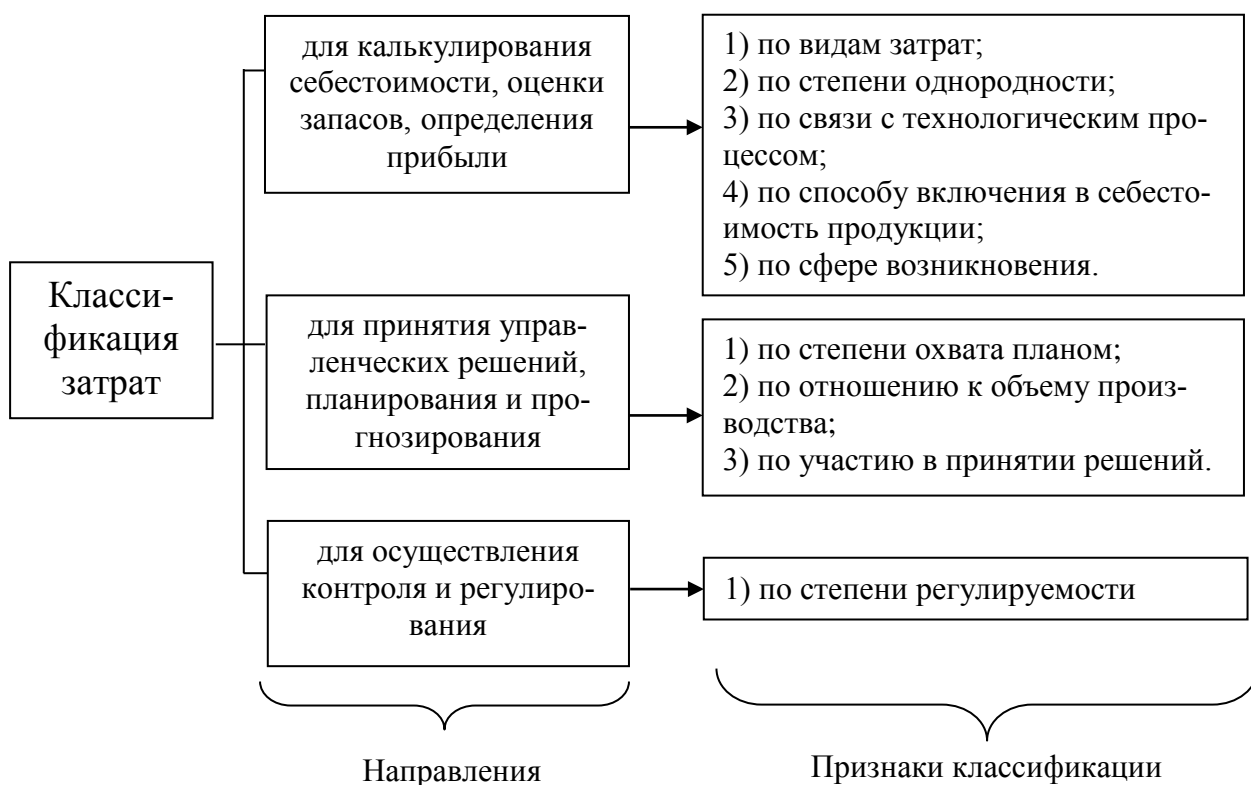 Класси-
фикация
затрат
для калькулирования
себестоимости, оценки
запасов, определения
прибыли
1) по видам затрат;
2) по степени однородности;
3) по связи с технологическим про-
цессом;
4) по способу включения в себесто-
имость продукции;
5) по сфере возникновения.
для принятия управ-
ленческих решений,
планирования и про-
гнозирования
1) по степени охвата планом;
2) по отношению к объему произ-
водства;
3) по участию в принятии решений.
для осуществления
контроля и регулиро-
вания
1) по степени регулируемости
Направления
Признаки классификации